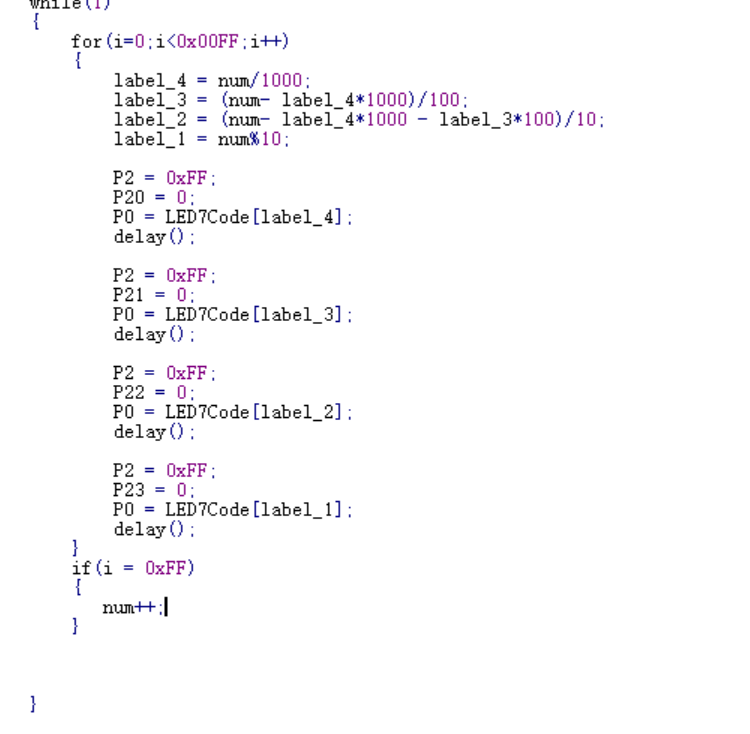 while(1)
{
for(i=0;i<0x00FF;i++)
{
label_4 = num/1000;
label_3 = (num- label_4*1000)/100;
label_2 = (num- label_4*1000 - label_3*100)/10;
label_1 = num%10;
P2 = 0xFF;
P20 = 0;
P0 = LED7Code[label_4];
delay();
P2 = 0xFF;
P21 = 0;
P0 = LED7Code[label_3];
delay();
P2 = 0xFF;
P22 = 0;
P0 = LED7Code[label_2];
delay();
P2 = 0xFF;
P23 = 0;
P0 = LED7Code[label_1];
delay();
}
if(i = 0xFF)
{
num++;
}
}